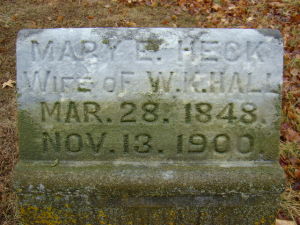 MARY E. HECK
WIFE OF W.K.HALL
MAR. 28. 1848.
NOV. 13. 1900.